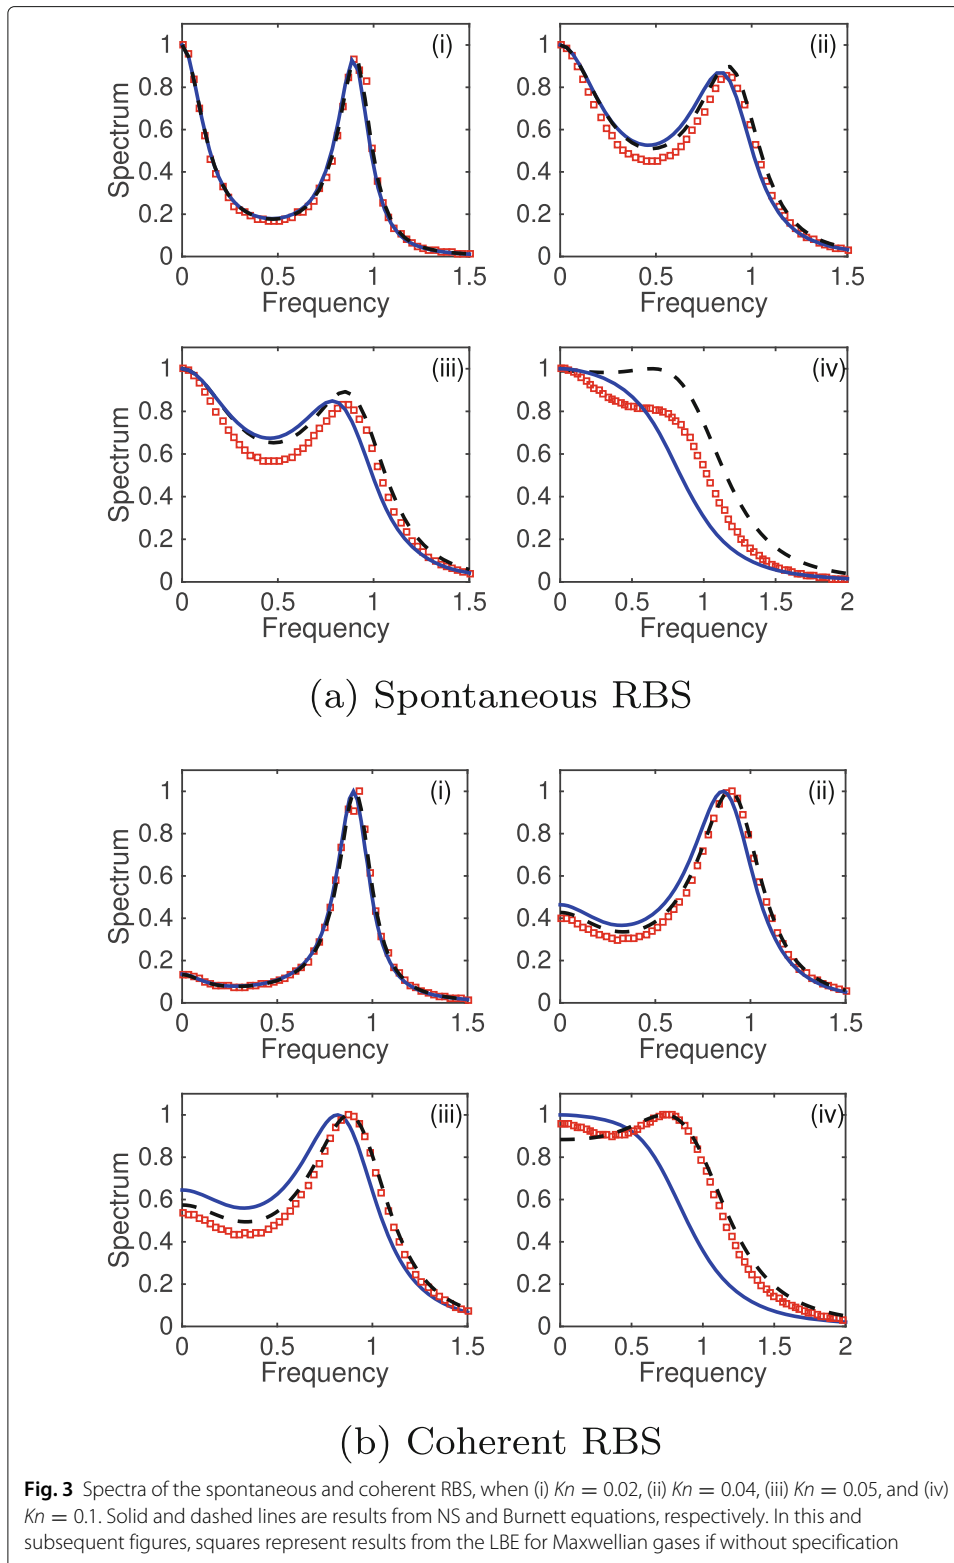 (i)
1
0.8
0.6
0.4
0.2
0
Spectrum
0 0.5 1 1.5
Frequency
(ii)
1
0.8
0.6
0.4
0.2
0
0 0.5 1 1.5
Frequency
(iii)
1
0.8
0.6
0.4
0.2
0
Spectrum
0 0.5 1 1.5
Frequency
(iv)
1
0.8
0.6
0.4
0.2
0
0 0.5 1 1.5 2
Frequency
(a) Spontaneous RBS
(i)
1
0.8
0.6
0.4
0.2
0
Spectrum
0 0.5 1 1.5
Frequency
(ii)
1
0.8
0.6
0.4
0.2
0
0 0.5 1 1.5
Frequency
(iii)
1
0.8
0.6
0.4
0.2
0
Spectrum
0 0.5 1 1.5
Frequency
(iv)
1
0.8
0.6
0.4
0.2
0
0 0.5 1 1.5 2
Frequency
(b) Coherent RBS
Fig. 3 Spectra of the spontaneous and coherent RBS, when (i) Kn = 0.02, (ii) Kn = 0.04, (iii) Kn = 0.05, and (iv)
Kn = 0.1. Solid and dashed lines are results from NS and Burnett equations, respectively. In this and
subsequent figures, squares represent results from the LBE for Maxwellian gases if without specification